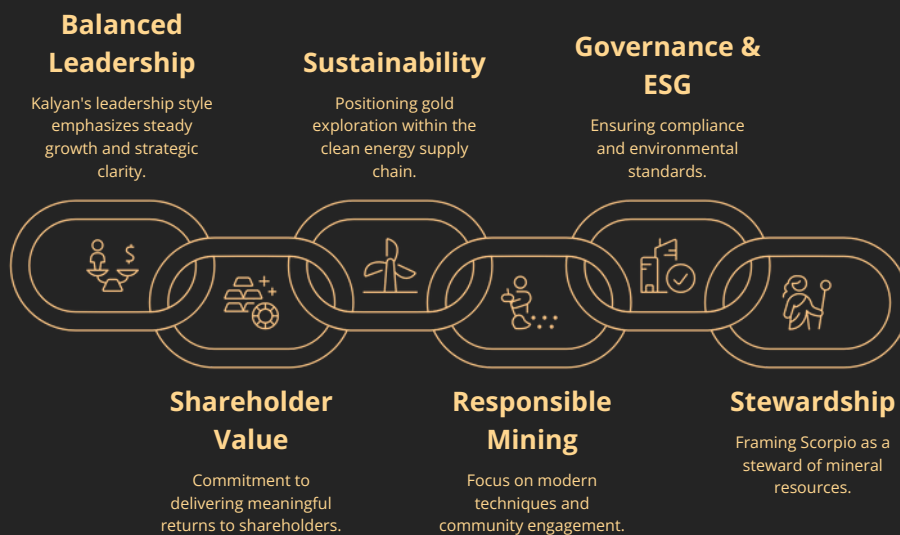 Balanced
Leadership
Kalyan's leadership style
emphasizes steady
growth and strategic
clarity.
Sustainability
Positioning gold
exploration within the
clean energy supply
chain.
Governance &
ESG
Ensuring compliance
and environmental
standards.
$
Shareholder
Value
Commitment to
delivering meaningful
returns to shareholders.
Responsible
Mining
Focus on modern
techniques and
community engagement.
Stewardship
Framing Scorpio as a
steward of mineral
resources.